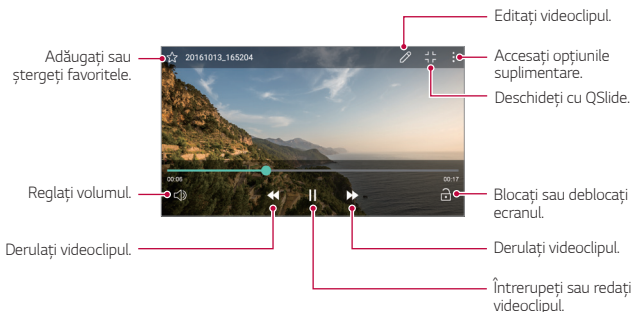 Editați videoclipul.
Adăugați sau
ștergeți favoritele.
20161013_165204
Accesați opțiunile
suplimentare.
Deschideți cu QSlide.
00:06
00:17
Reglați volumul.
Blocați sau deblocați
ecranul.
Derulați videoclipul.
Derulați videoclipul.
Întrerupeți sau redați
videoclipul.